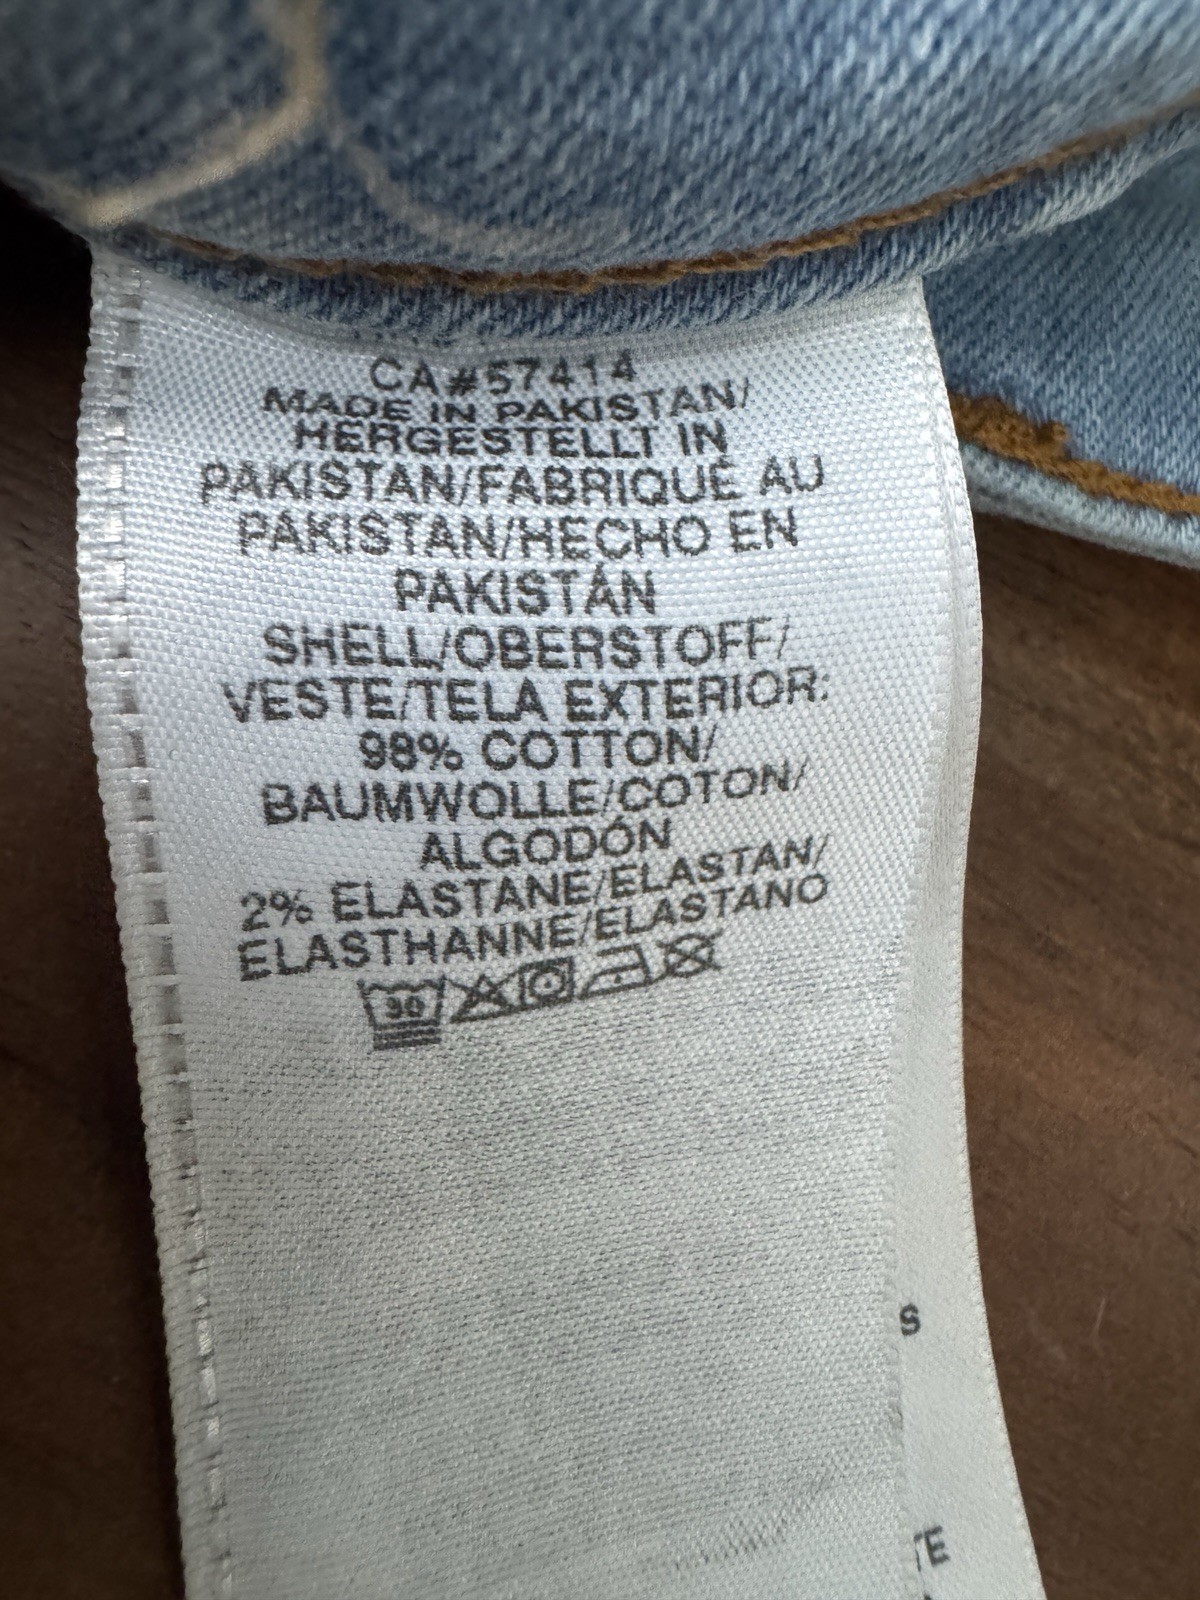 CA#57414
MADE IN PAKISTAN/
HERGESTELLT IN
PAKISTAN/FABRIQUÉ AU
PAKISTAN/HECHO EN
PAKISTÁN
SHELL/OBERSTOFF/
VESTE/TELA EXTERIOR:
98% COTTON/
BAUMWOLLE/COTON/
ALGODÓN
2% ELASTANE/ELASTAN/
ELASTHANNE/ELASTANO
30
S